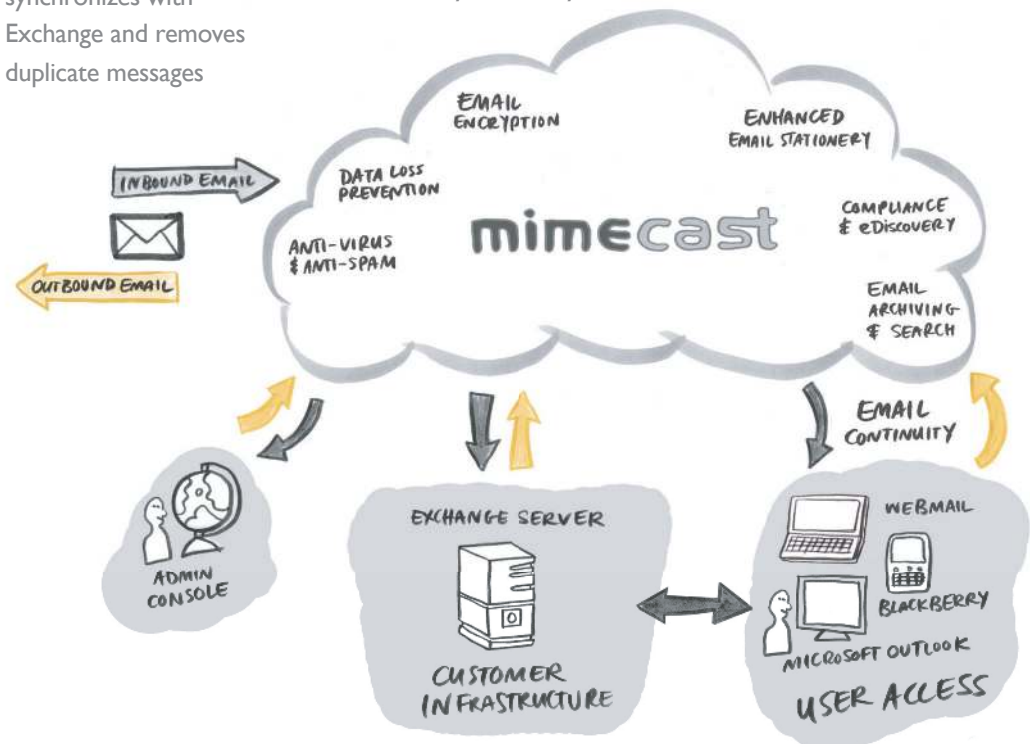 synchronizes with
Exchange and removes
duplicate messages
EMAIL
ENCRYPTION
ENHANCED
EMAIL STATIONERY
INBOUND EMAIL
DATA LOSS
PREVENTION
mimecast
COMPLIANCE
& eDISCOVERY
ANTI-VIRUS
& ANTI-SPAM
OUTBOUND EMAIL
EMAIL
ARCHIVING
& SEARCH
EMAIL
CONTINUITY
ADMIN
CONSOLE
EXCHANGE SERVER
CUSTOMER
INFRASTRUCTURE
WEBMAIL
BLACKBERRY
MICROSOFT OUTLOOK
USER ACCESS